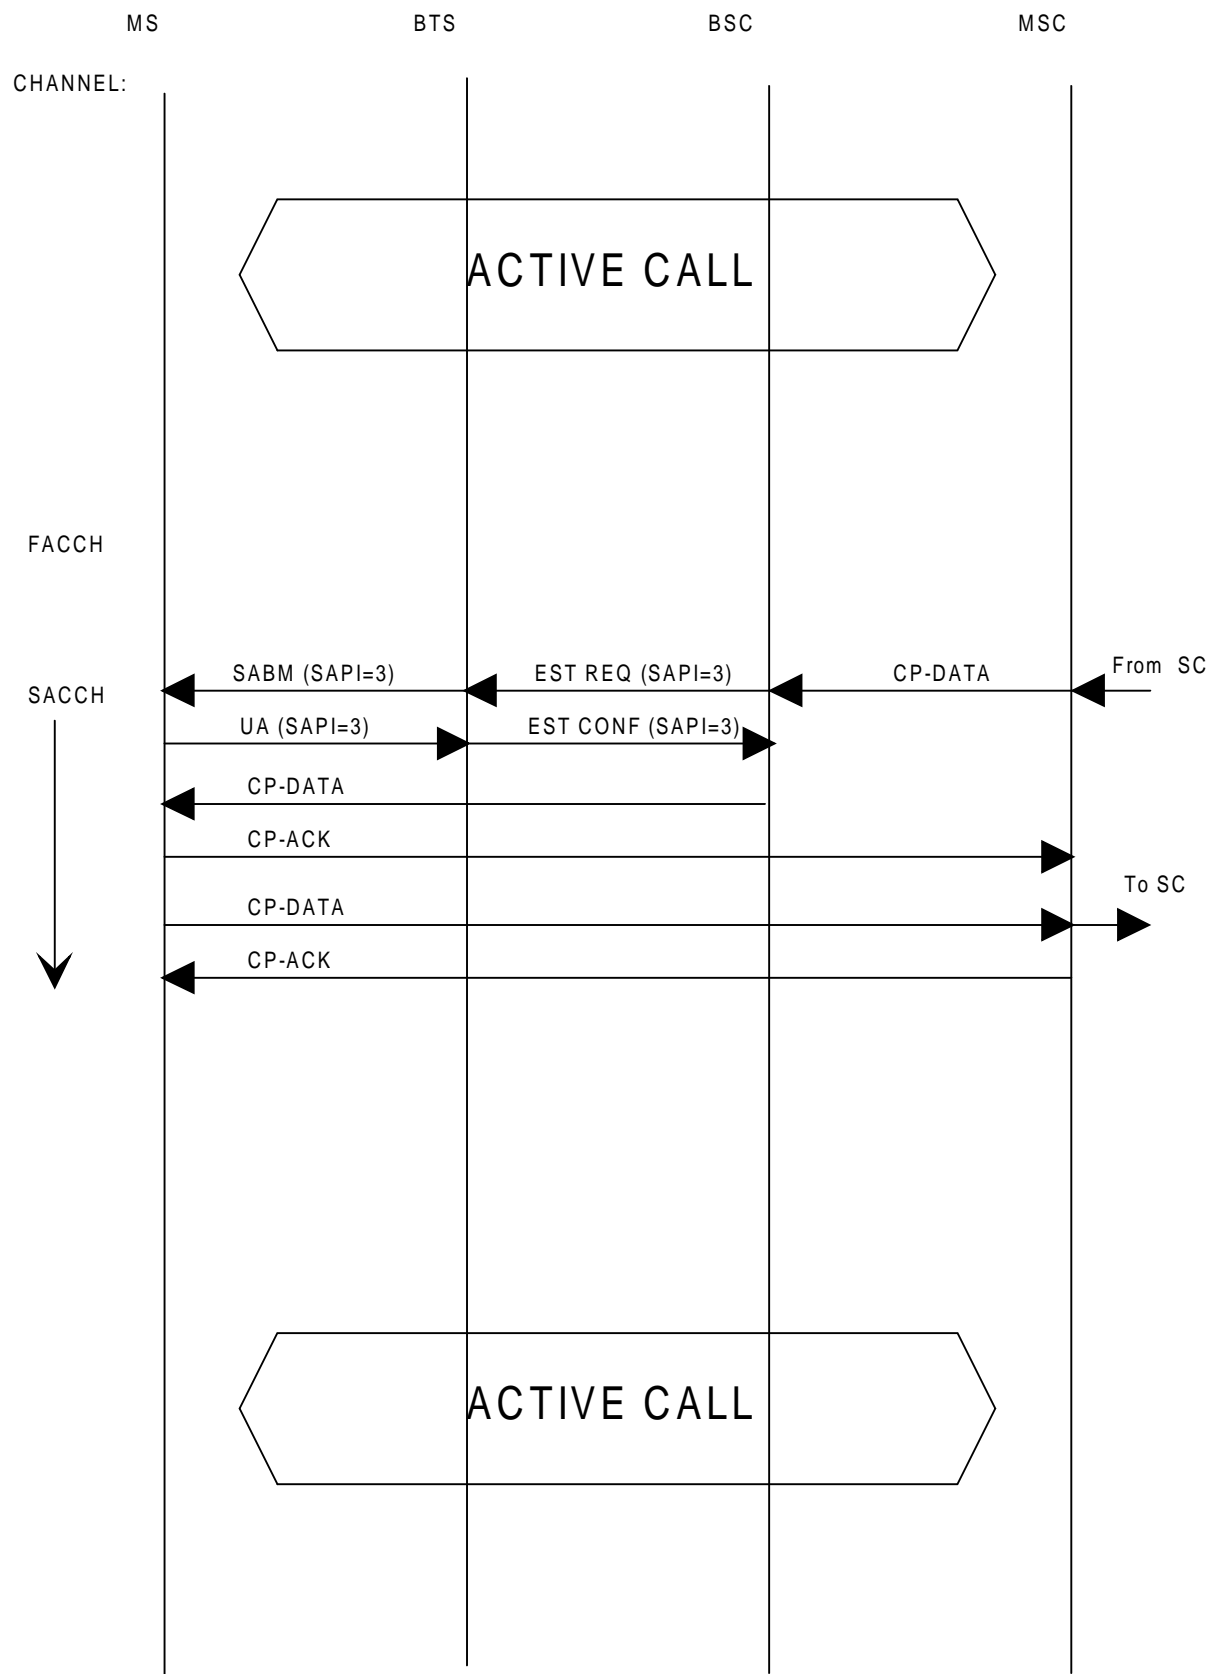 MS BTS BSC MSC
CHANNEL:
ACTIVE CALL
FACCH
SABM (SAPI=3) EST REQ (SAPI=3) CP-DATA From SC
SACCH
UA (SAPI=3) EST CONF (SAPI=3)
CP-DATA
CP-ACK
To SC
CP-DATA
CP-ACK
ACTIVE CALL